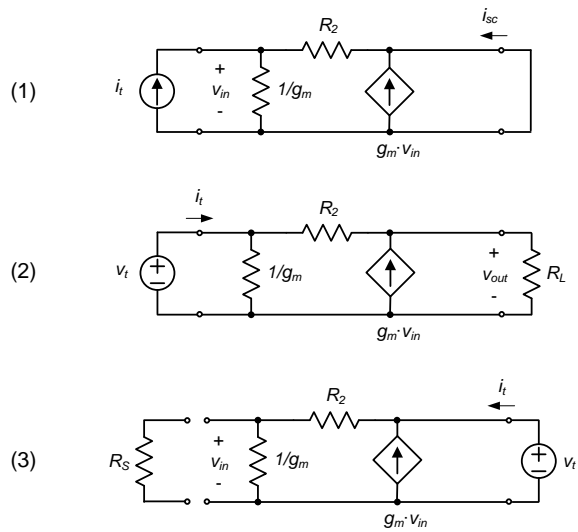 (1)
i_t
+
v_in
-
1/g_m
R_2
g_m·v_in
i_sc
(2)
i_t
v_t
+
−
1/g_m
R_2
g_m·v_in
+
v_out
-
R_L
(3)
R_S
+
v_in
-
1/g_m
R_2
g_m·v_in
i_t
+
−
v_t